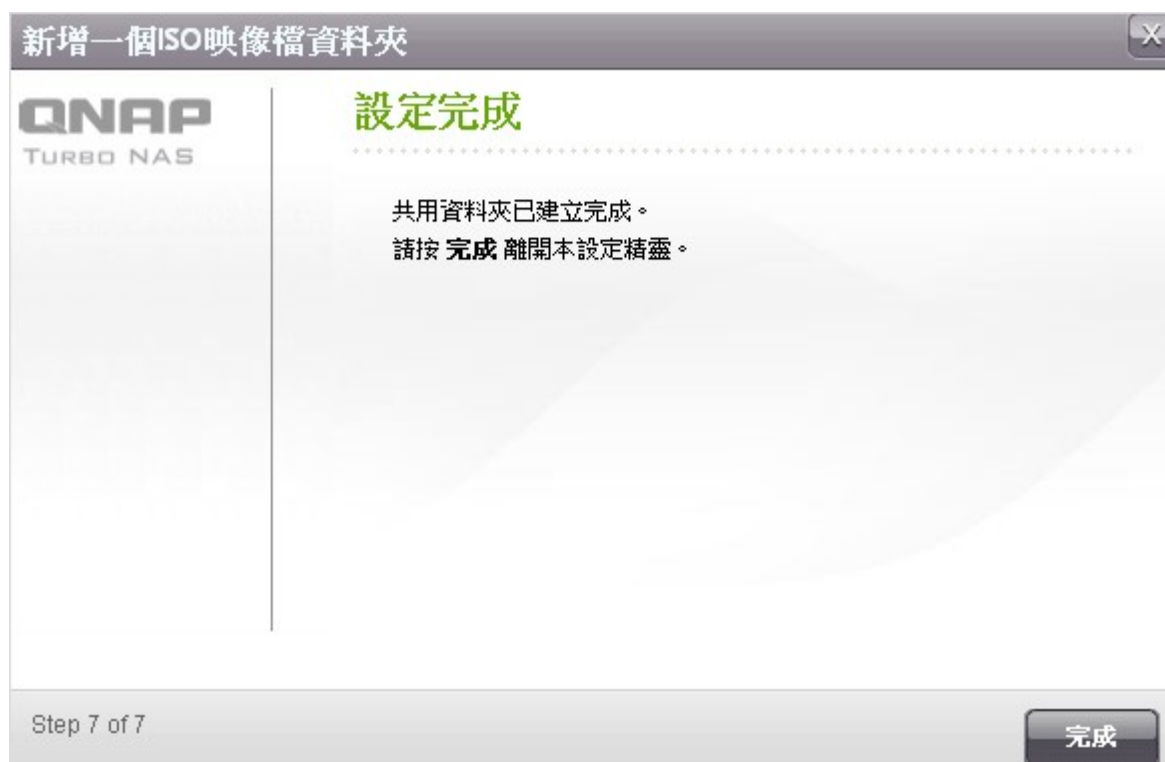 新增一個ISO映像檔資料夾
X
QNAP
TURBO NAS
設定完成
共用資料夾已建立完成。
請按 完成 離開本設定精靈。
Step 7 of 7
完成